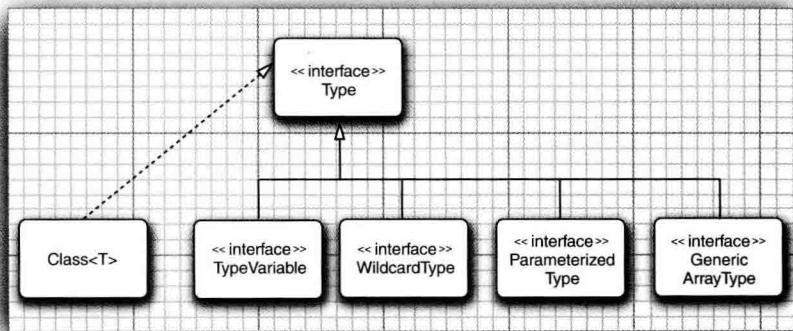 << interface >>
Type
Class<T>
<< interface >>
TypeVariable
<< interface >>
WildcardType
<< interface >>
Parameterized
Type
<< interface >>
Generic
ArrayType